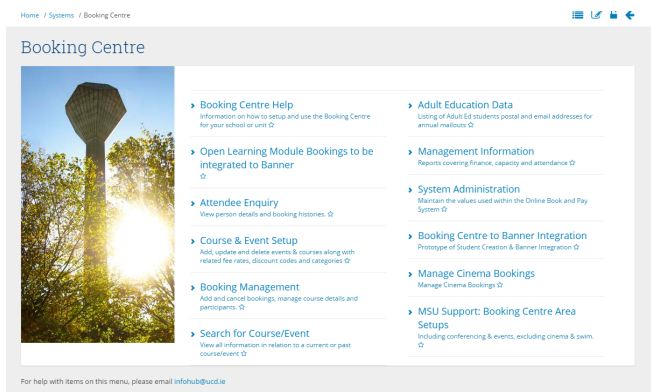 Home / Systems / Booking Centre
Booking Centre
Booking Centre Help
Information on how to setup and use the Booking Centre
for your school or unit
Open Learning Module Bookings to be
integrated to Banner
Attendee Enquiry
View person details and booking histories.
Course & Event Setup
Add, update and delete events & courses along with
related fee rates, discount codes and categories
Booking Management
Add and cancel bookings, manage course details and
participants.
Search for Course/Event
View all information in relation to a current or past
course/event
Adult Education Data
Listing of Adult Ed students postal and email addresses for
annual mailouts
Management Information
Reports covering finance, capacity and attendance
System Administration
Maintain the values used within the Online Book and Pay
System
Booking Centre to Banner Integration
Prototype of Student Creation & Banner Integration
Manage Cinema Bookings
Manage Cinema Bookings
MSU Support: Booking Centre Area
Setups
Including conferencing & events, excluding cinema & swim.
For help with items on this menu, please email infohub@ucd.ie